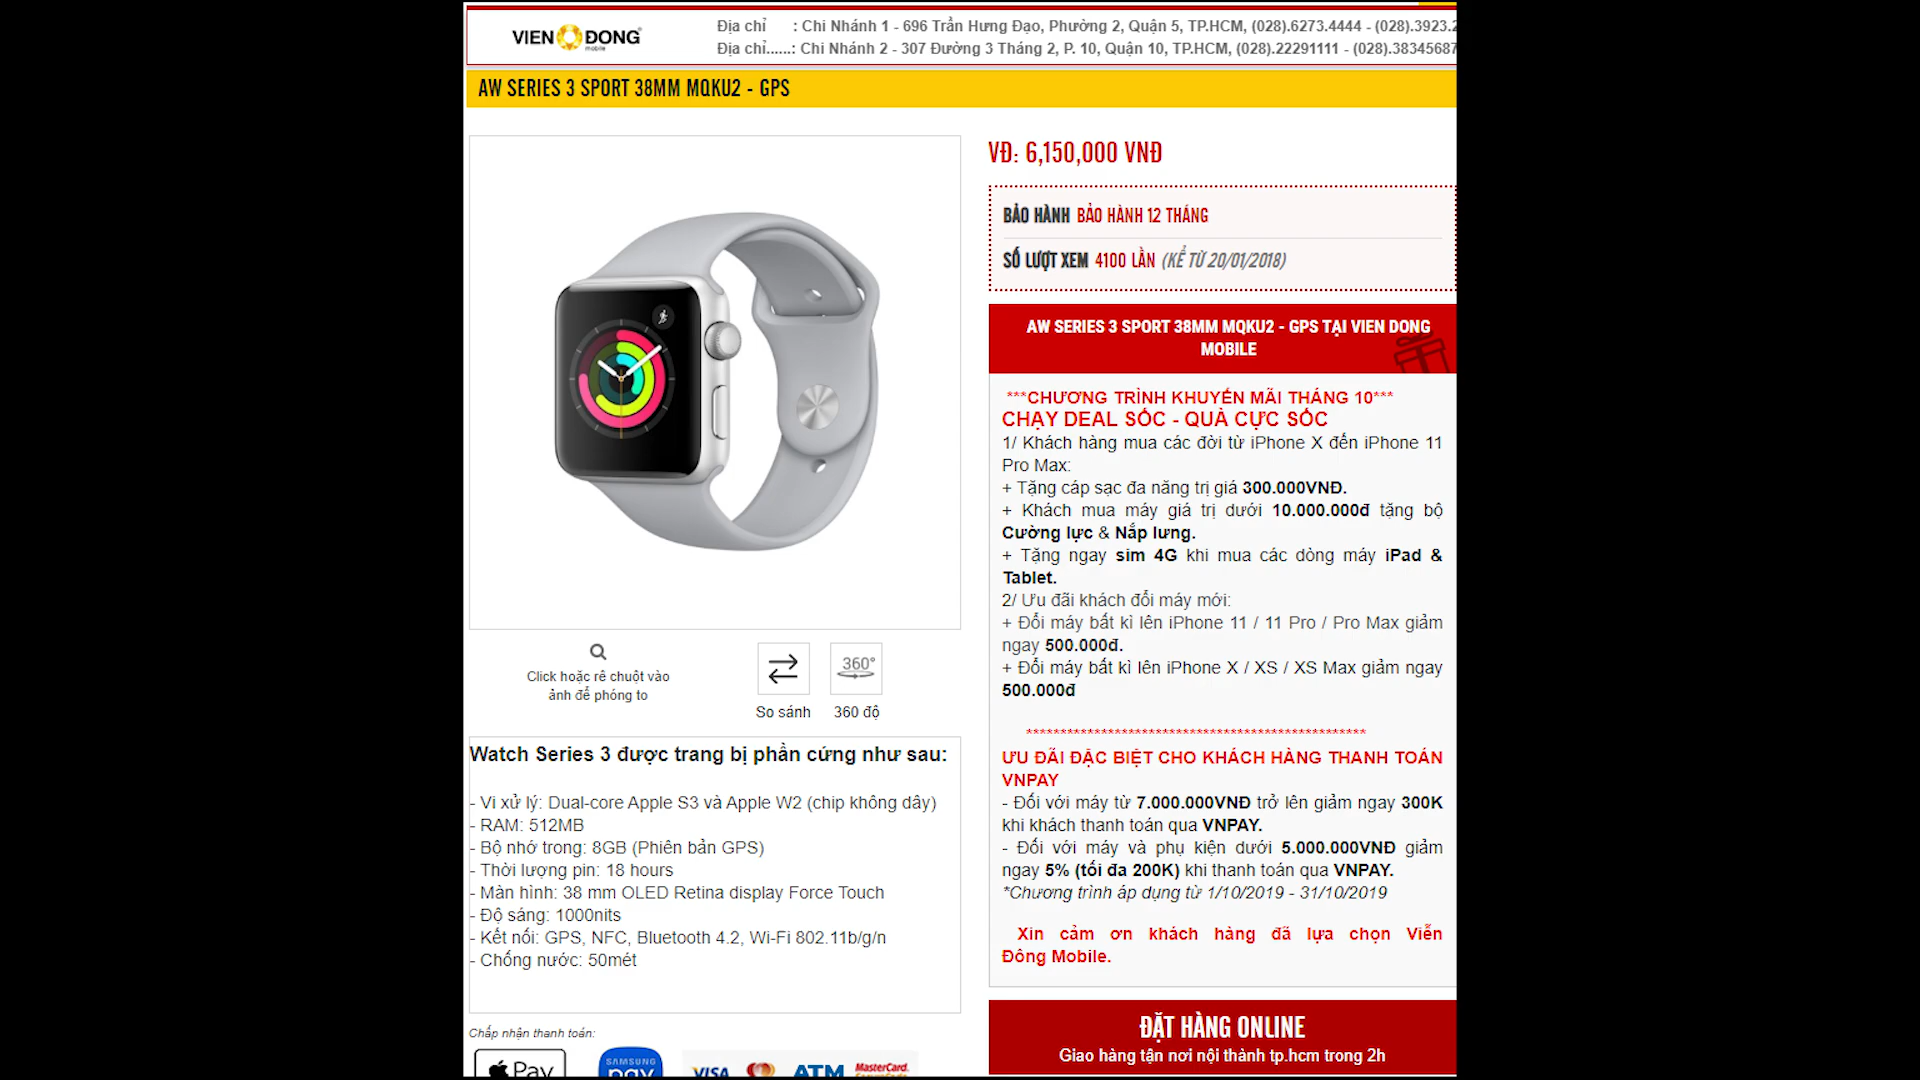 VIEN DONG
mobile
Địa chỉ : Chi Nhánh 1 - 696 Trần Hưng Đạo, Phường 2, Quận 5, TP.HCM, (028).6273.4444 - (028).3923.2
Địa chỉ......: Chi Nhánh 2 - 307 Đường 3 Tháng 2, P. 10, Quận 10, TP.HCM, (028).22291111 - (028).38345687
AW SERIES 3 SPORT 38MM MQKU2 - GPS
VĐ: 6,150,000 VNĐ
BẢO HÀNH BẢO HÀNH 12 THÁNG
SỐ LƯỢT XEM 4100 LẦN (KỂ TỪ 20/01/2018)
AW SERIES 3 SPORT 38MM MQKU2 - GPS TẠI VIEN DONG
MOBILE
***CHƯƠNG TRÌNH KHUYẾN MÃI THÁNG 10***
CHẠY DEAL SỐC - QUÀ CỰC SỐC
1/ Khách hàng mua các đời từ iPhone X đến iPhone 11
Pro Max:
+ Tặng cáp sạc đa năng trị giá 300.000VNĐ.
+ Khách mua máy giá trị dưới 10.000.000đ tặng bộ
Cường lực & Nắp lưng.
+ Tặng ngay sim 4G khi mua các dòng máy iPad &
Tablet.
2/ Ưu đãi khách đổi máy mới:
+ Đổi máy bất kì lên iPhone 11 / 11 Pro / Pro Max giảm
ngay 500.000đ.
+ Đổi máy bất kì lên iPhone X / XS / XS Max giảm ngay
500.000đ
**************************************************
ƯU ĐÃI ĐẶC BIỆT CHO KHÁCH HÀNG THANH TOÁN
VNPAY
- Đối với máy từ 7.000.000VNĐ trở lên giảm ngay 300K
khi khách thanh toán qua VNPAY.
- Đối với máy và phụ kiện dưới 5.000.000VNĐ giảm
ngay 5% (tối đa 200K) khi thanh toán qua VNPAY.
*Chương trình áp dụng từ 1/10/2019 - 31/10/2019
Xin cảm ơn khách hàng đã lựa chọn Viễn
Đông Mobile.
ĐẶT HÀNG ONLINE
Giao hàng tận nơi nội thành tp.hcm trong 2h
Click hoặc rê chuột vào
ảnh để phóng to
So sánh
360°
360 độ
Watch Series 3 được trang bị phần cứng như sau:
- Vi xử lý: Dual-core Apple S3 và Apple W2 (chip không dây)
- RAM: 512MB
- Bộ nhớ trong: 8GB (Phiên bản GPS)
- Thời lượng pin: 18 hours
- Màn hình: 38 mm OLED Retina display Force Touch
- Độ sáng: 1000nits
- Kết nối: GPS, NFC, Bluetooth 4.2, Wi-Fi 802.11b/g/n
- Chống nước: 50mét
Chấp nhận thanh toán:
Pay
SAMSUNG
pay
VISA
ATM
MasterCard.